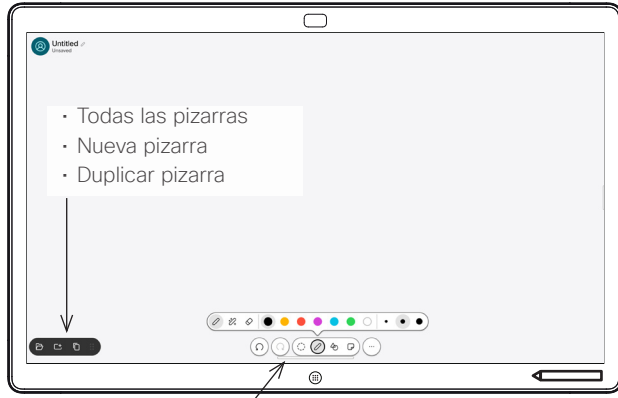 Untitled
Unsaved
· Todas las pizarras
· Nueva pizarra
· Duplicar pizarra